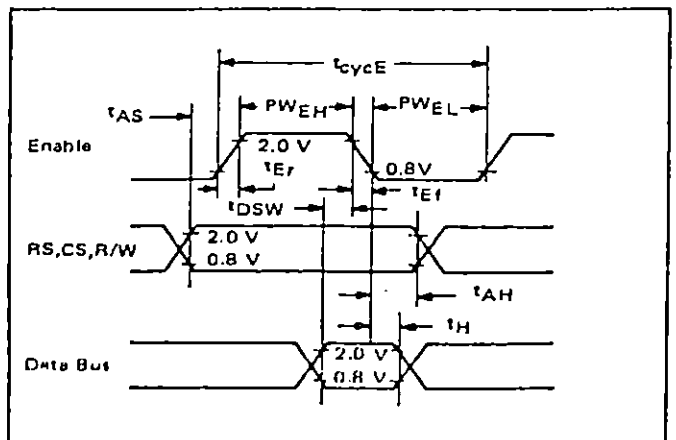 tcycE
tAS
PWEH
PWEL
Enable
2.0 V
0.8V
tEr
tEf
tDSW
RS,CS,R/W
2.0 V
0.8 V
tAH
tH
Data Bus
2.0 V
0.8 V